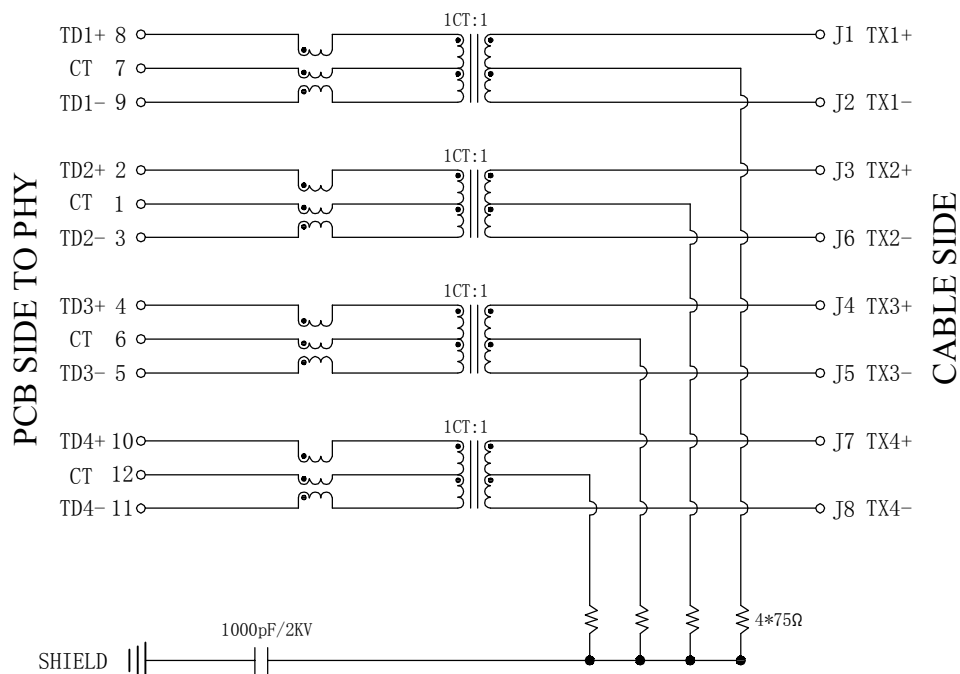 1CT:1
TD1+ 8
J1 TX1+
CT 7
TD1- 9
J2 TX1-
1CT:1
TD2+ 2
J3 TX2+
CT 1
TD2- 3
J6 TX2-
PCB SIDE TO PHY
CABLE SIDE
1CT:1
TD3+ 4
J4 TX3+
CT 6
TD3- 5
J5 TX3-
1CT:1
TD4+ 10
J7 TX4+
CT 12
TD4- 11
J8 TX4-
4*75Ω
1000pF/2KV
SHIELD